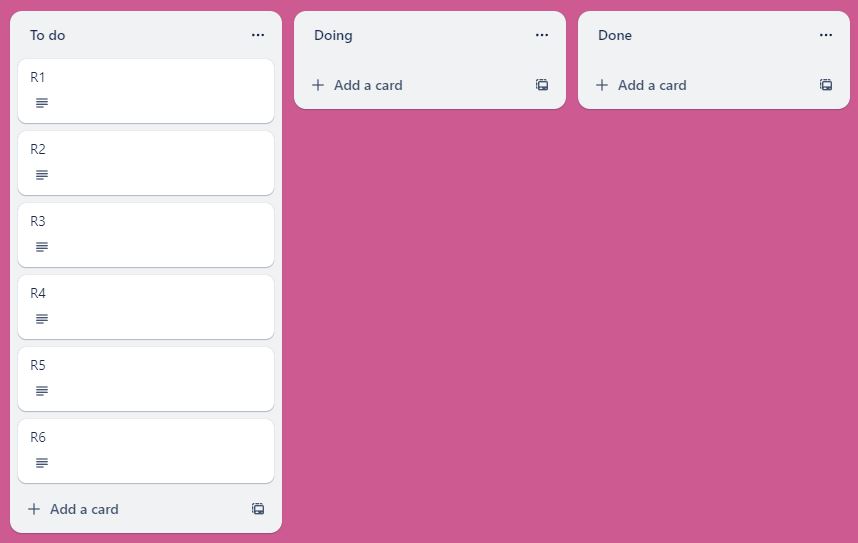 To do
R1
R2
R3
R4
R5
R6
Add a card
Doing
Add a card
Done
Add a card